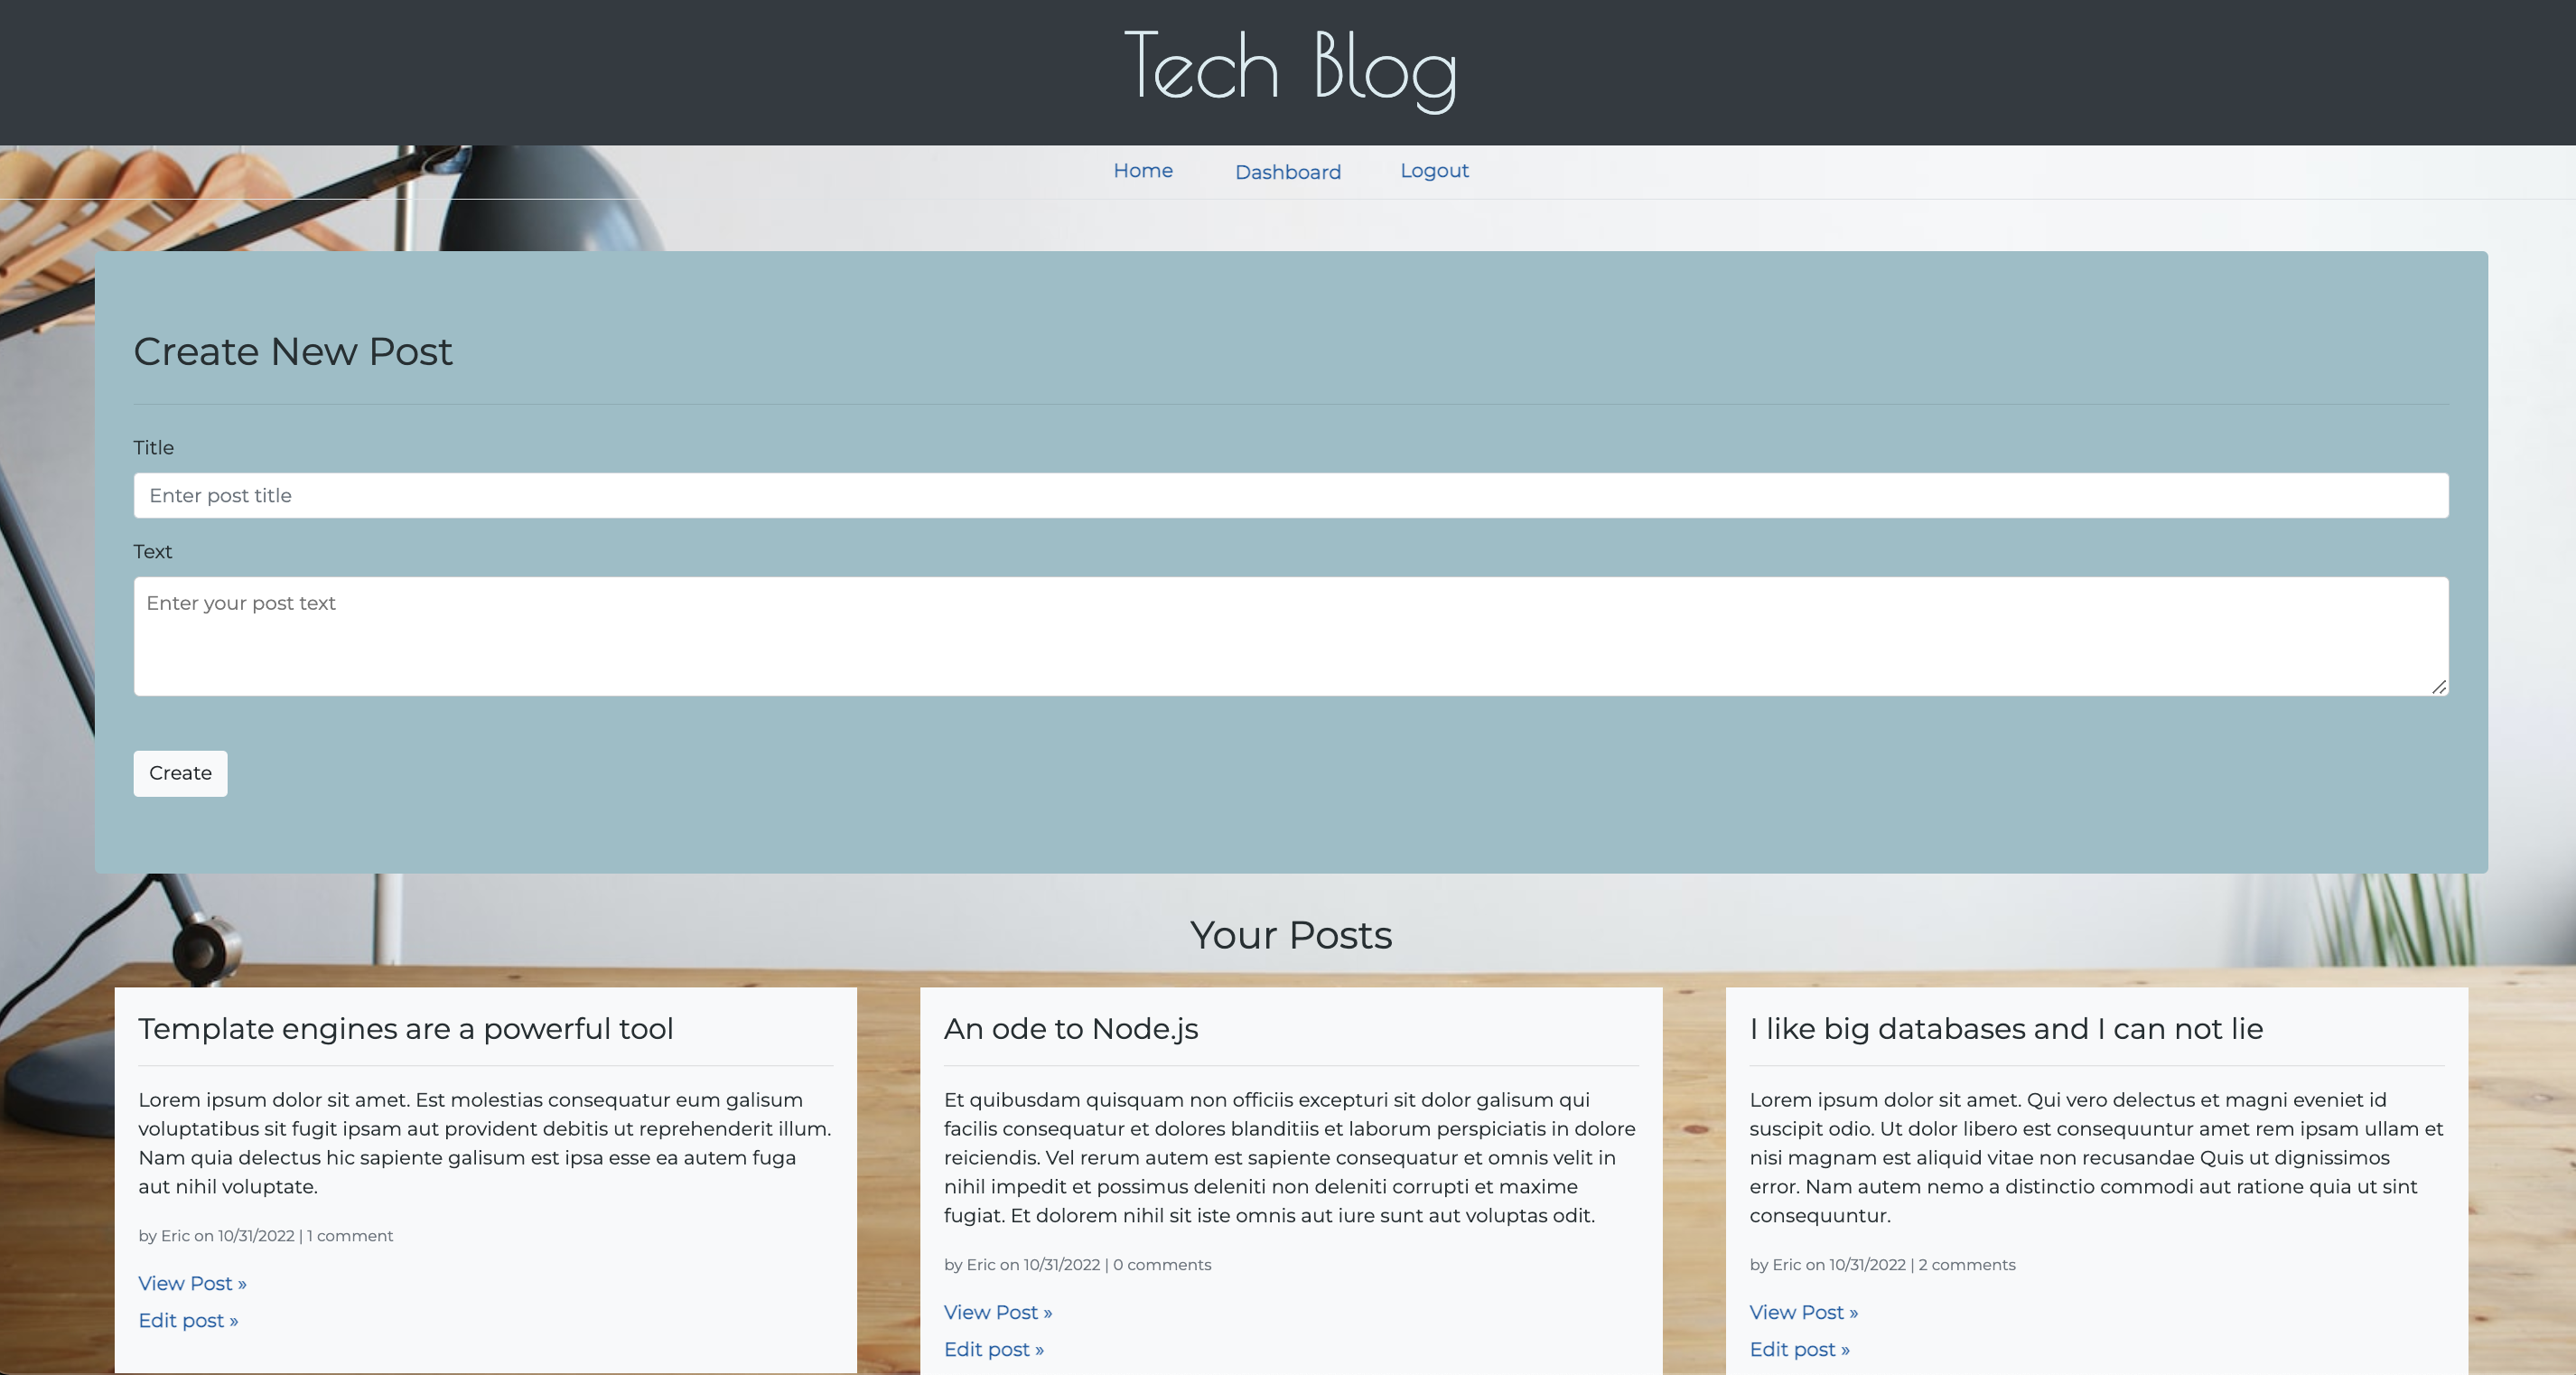 Tech Blog
Home Dashboard Logout
Create New Post
Title
Enter post title
Text
Enter your post text
Create
Your Posts
Template engines are a powerful tool
Lorem ipsum dolor sit amet. Est molestias consequatur eum galisum
voluptatibus sit fugit ipsam aut provident debitis ut reprehenderit illum.
Nam quia delectus hic sapiente galisum est ipsa esse ea autem fuga
aut nihil voluptate.
by Eric on 10/31/2022 | 1 comment
View Post »
Edit post »
An ode to Node.js
Et quibusdam quisquam non officiis excepturi sit dolor galisum qui
facilis consequatur et dolores blanditiis et laborum perspiciatis in dolore
reiciendis. Vel rerum autem est sapiente consequatur et omnis velit in
nihil impedit et possimus deleniti non deleniti corrupti et maxime
fugiat. Et dolorem nihil sit iste omnis aut iure sunt aut voluptas odit.
by Eric on 10/31/2022 | 0 comments
View Post »
Edit post »
I like big databases and I can not lie
Lorem ipsum dolor sit amet. Qui vero delectus et magni eveniet id
suscipit odio. Ut dolor libero est consequuntur amet rem ipsam ullam et
nisi magnam est aliquid vitae non recusandae Quis ut dignissimos
error. Nam autem nemo a distinctio commodi aut ratione quia ut sint
consequuntur.
by Eric on 10/31/2022 | 2 comments
View Post »
Edit post »